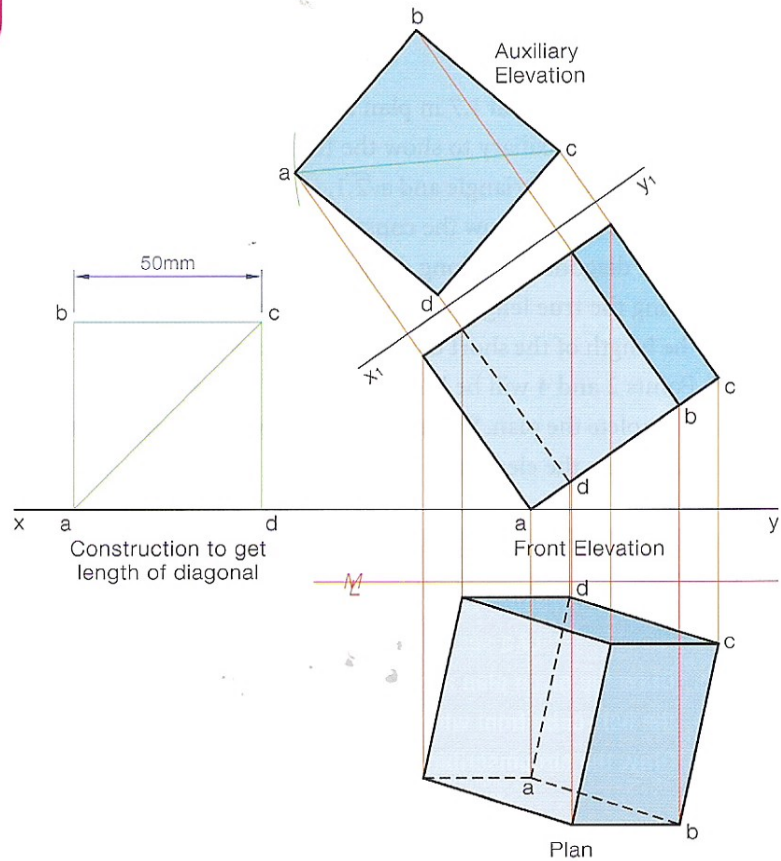 b
Auxiliary
Elevation
a
c
y₁
50mm
d
b
c
x₁
c
b
d
x
a
d
a
y
Construction to get
length of diagonal
Front Elevation
d
c
a
b
Plan